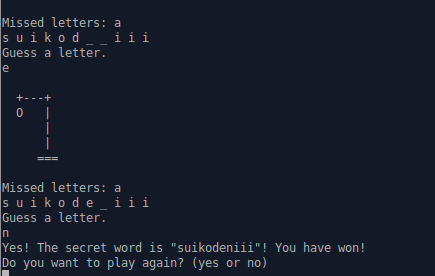 Missed letters: a
s u i k o d _ _ i i i
Guess a letter.
e
+---+
O   |
|
|
===
Missed letters: a
s u i k o d e _ i i i
Guess a letter.
n
Yes! The secret word is "suikodeniii"! You have won!
Do you want to play again? (yes or no)